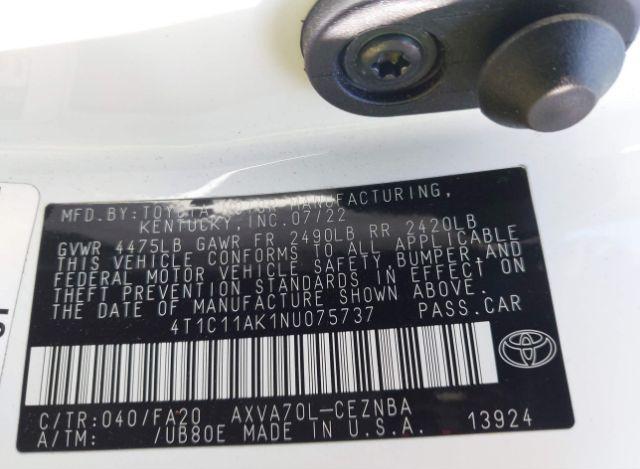 MFD.BY:TOYOTA MOTOR MANUFACTURING,
KENTUCKY, INC. 07/22
GVWR 4475LB GAWR FR 2490LB RR 2420LB
THIS VEHICLE CONFORMS TO ALL APPLICABLE
FEDERAL MOTOR VEHICLE SAFETY,BUMPER,AND
THEFT PREVENTION STANDARDS IN EFFECT ON
THE DATE OF MANUFACTURE SHOWN ABOVE.
4T1C11AK1NU075737 PASS.CAR
C/TR:040/FA20 AXVA70L-CEZNBA
A/TM: /UB80E MADE IN U.S.A. 13924